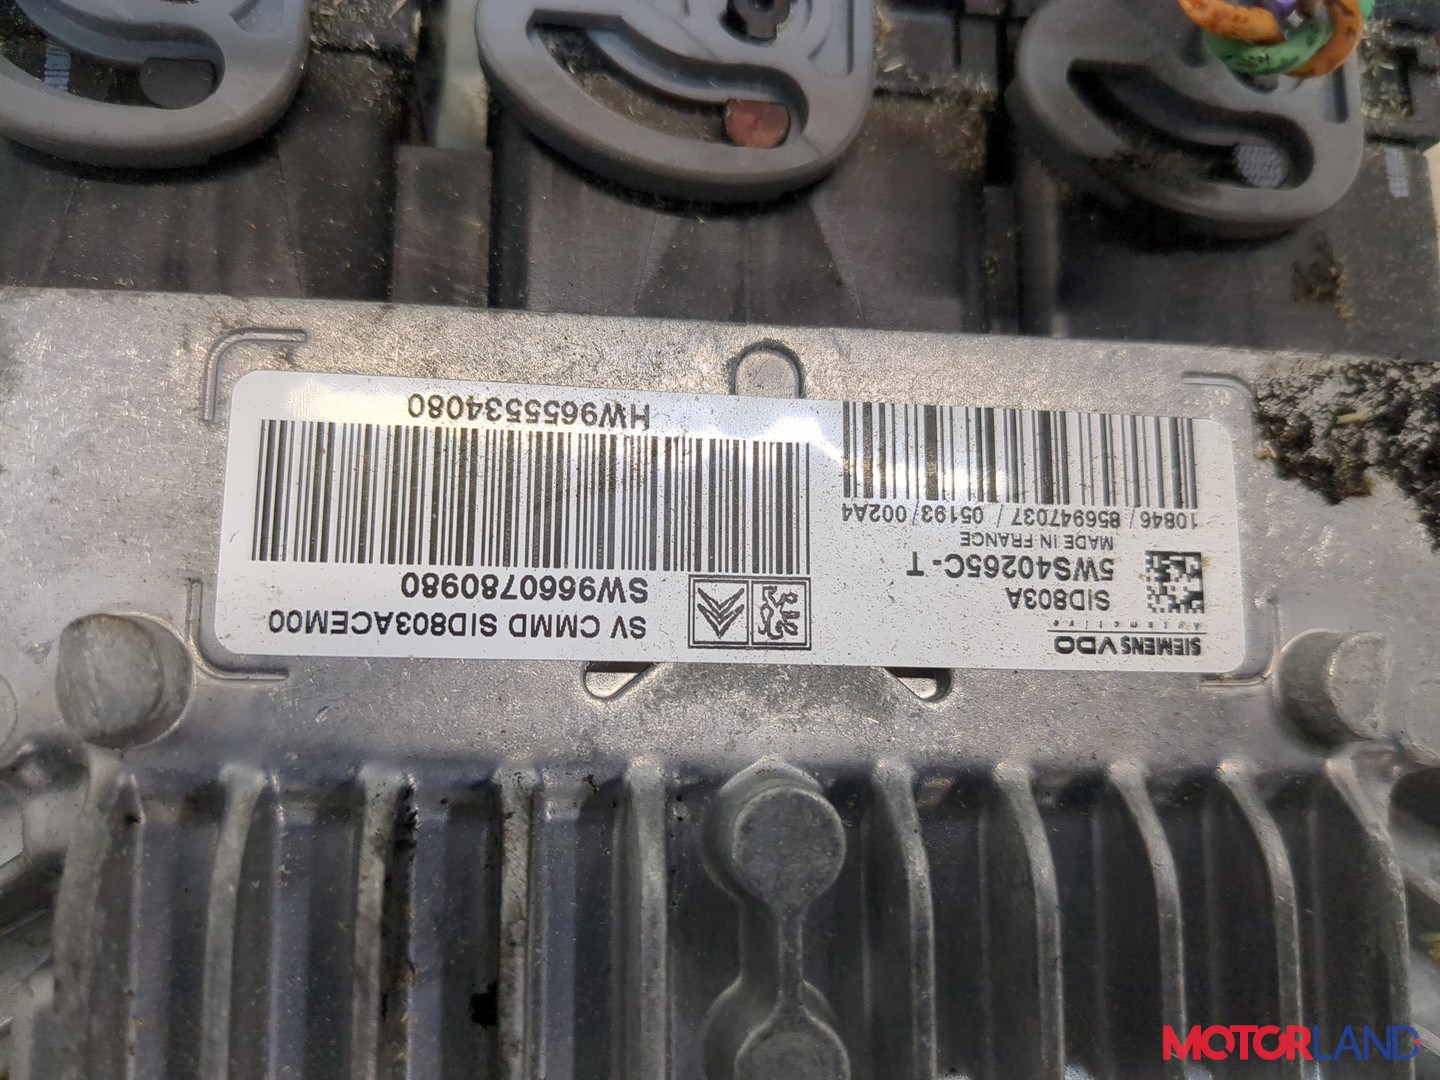 SIEMENS VDO
Automotive
SID803A
5WS40265C-T
MADE IN FRANCE
10846 / 856947037 / 05193 / 002A4
SV CMMD SID803ACEM00
SW9660780980
HW9655534080
MOTORLAND